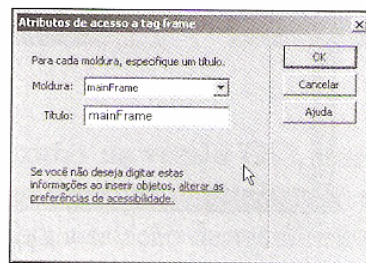 Atributos de acesso a tag frame
Para cada moldura, especifique um título.
Moldura: mainFrame
Título: mainFrame
Se você não deseja digitar estas
informações ao inserir objetos, alterar as
preferências de acessibilidade.
OK
Cancelar
Ajuda